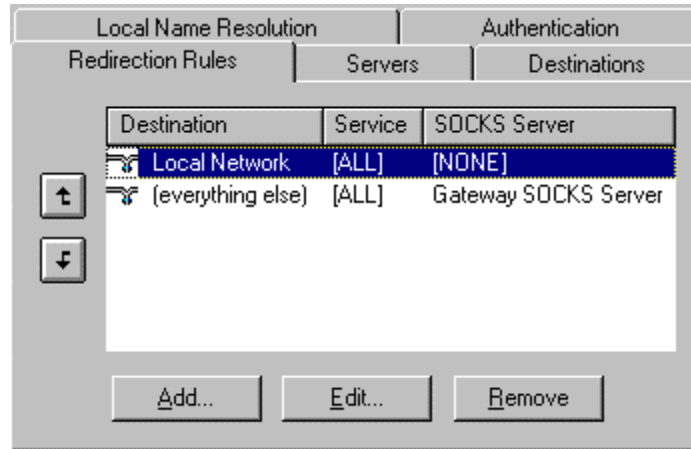 Local Name Resolution Authentication
Redirection Rules Servers Destinations
Destination Service SOCKS Server
Local Network [ALL] [NONE]
(everything else) [ALL] Gateway SOCKS Server
Add... Edit... Remove